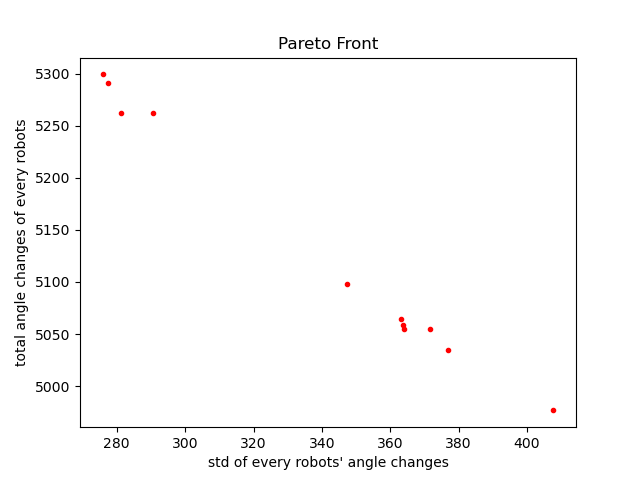 Pareto Front
total angle changes of every robots
5300
5250
5200
5150
5100
5050
5000
280 300 320 340 360 380 400
std of every robots' angle changes